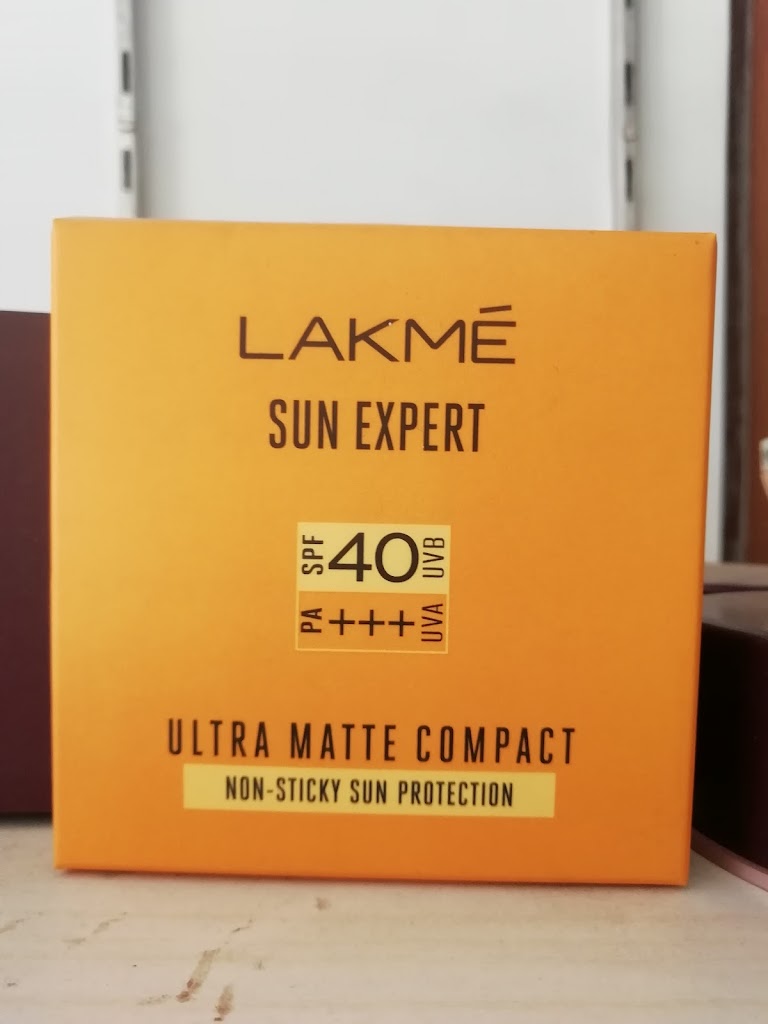 LAKMÉ
SUN EXPERT
SPF 40 UVB
PA +++ UVA
ULTRA MATTE COMPACT
NON-STICKY SUN PROTECTION